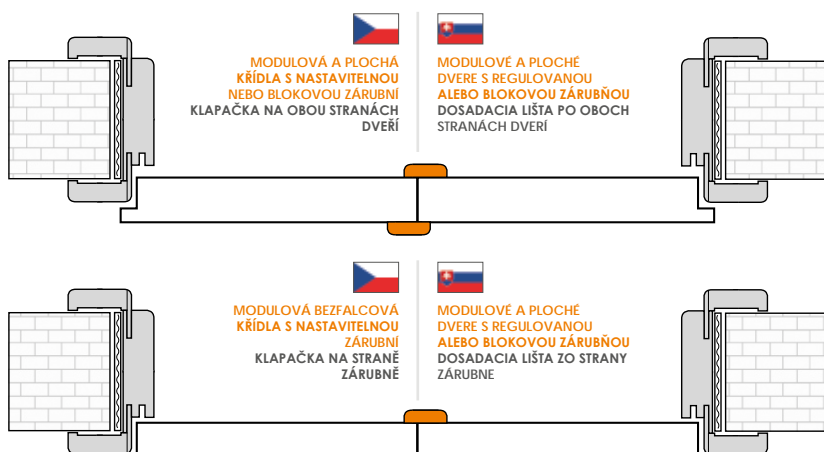 MODULOVÁ A PLOCHÁ
KŘÍDLA S NASTAVITELNOU
NEBO BLOKOVOU ZÁRUBNÍ
KLAPAČKA NA OBOU STRANÁCH
DVEŘÍ
MODULOVÉ A PLOCHÉ
DVERE S REGULOVANOU
ALEBO BLOKOVOU ZÁRUBŇOU
DOSADACIA LIŠTA PO OBOCH
STRANÁCH DVERÍ
MODULOVÁ BEZFALCOVÁ
KŘÍDLA S NASTAVITELNOU
ZÁRUBNÍ
KLAPAČKA NA STRANĚ
ZÁRUBNĚ
MODULOVÉ A PLOCHÉ
DVERE S REGULOVANOU
ALEBO BLOKOVOU ZÁRUBŇOU
DOSADACIA LIŠTA ZO STRANY
ZÁRUBNE